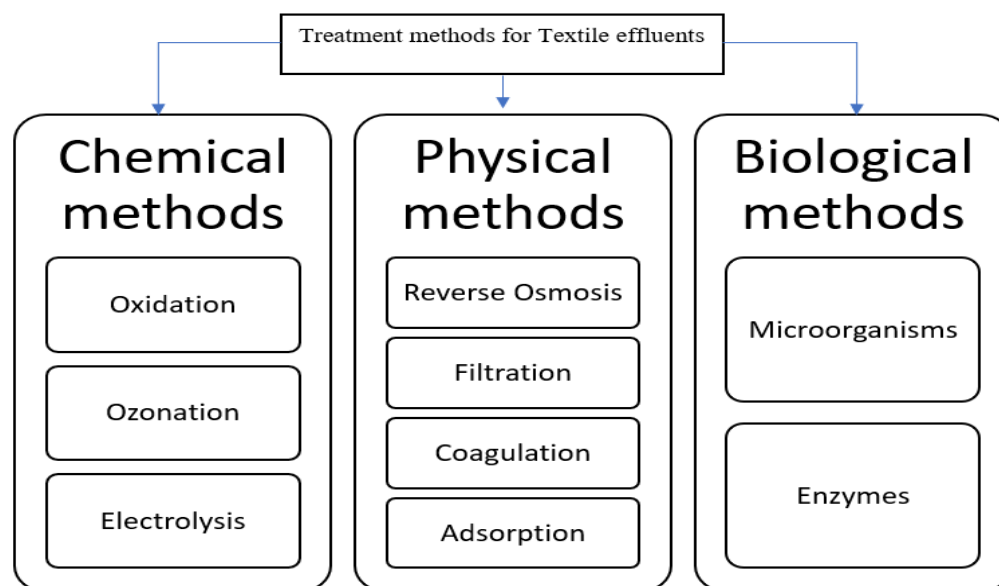 Treatment methods for Textile effluents
Chemical
methods
Oxidation
Ozonation
Electrolysis
Physical
methods
Reverse Osmosis
Filtration
Coagulation
Adsorption
Biological
methods
Microorganisms
Enzymes